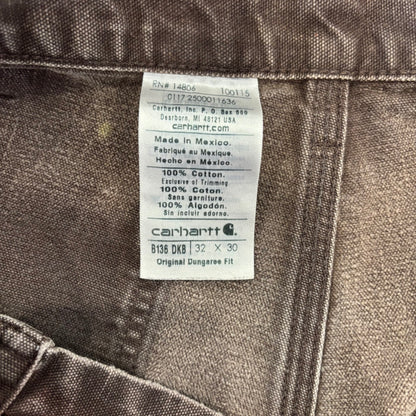 RN# 14806 100115
0117 2500011636
Carhartt, Inc. P.O. Box 600
Dearborn, MI 48121 USA
carhartt.com
Made in Mexico.
Fabriqué au Mexique.
Hecho en México.
100% Cotton.
Exclusive of Trimming
100% Coton.
Sans garniture.
100% Algodón.
Sin incluir adorno.
carhartt
B136 DKB 32 X 30
Original Dungaree Fit